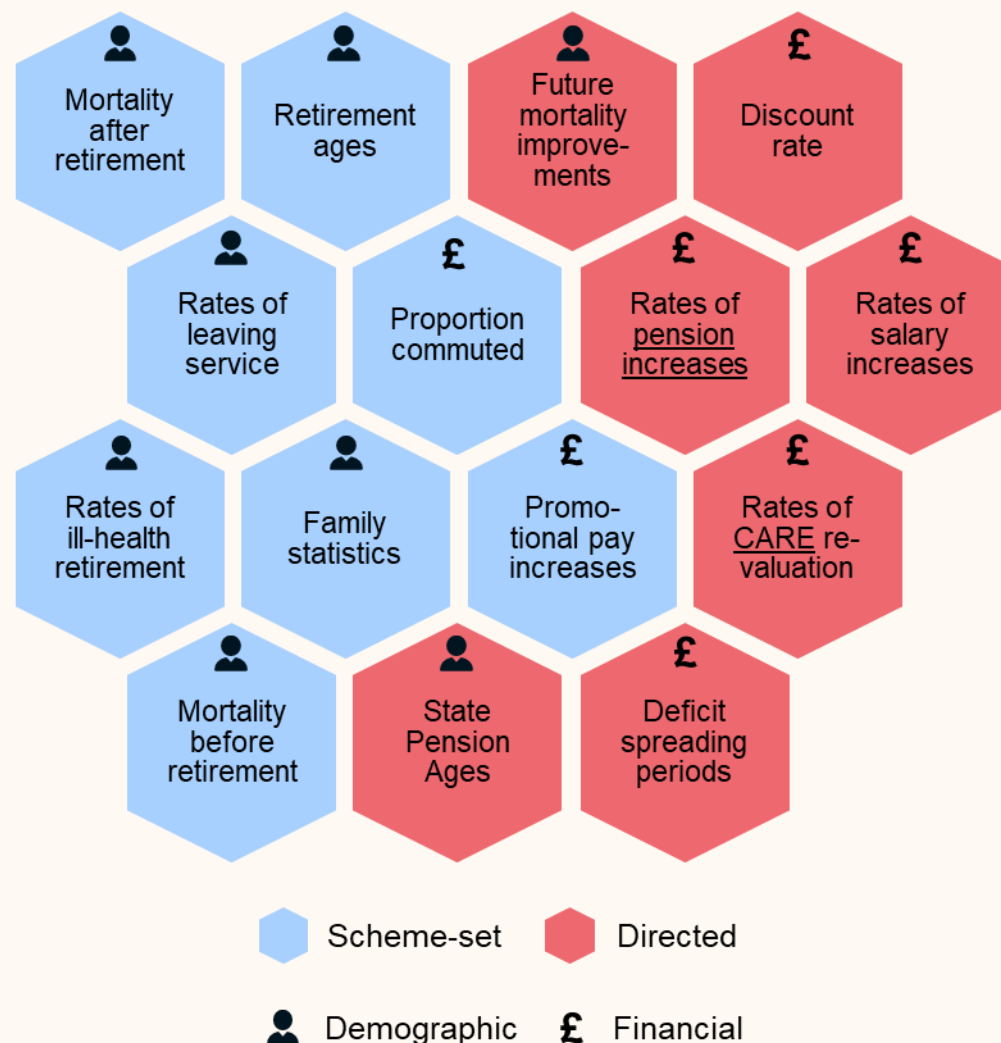 Mortality
after
retirement
Retirement
ages
Future
mortality
improve-
ments
£
Discount
rate
Rates of
leaving
service
£
Proportion
commuted
£
Rates of
pension
increases
£
Rates of
salary
increases
Rates of
ill-health
retirement
Family
statistics
£
Promo-
tional pay
increases
£
Rates of
CARE re-
valuation
Mortality
before
retirement
State
Pension
Ages
£
Deficit
spreading
periods
Scheme-set
Directed
Demographic
£ Financial